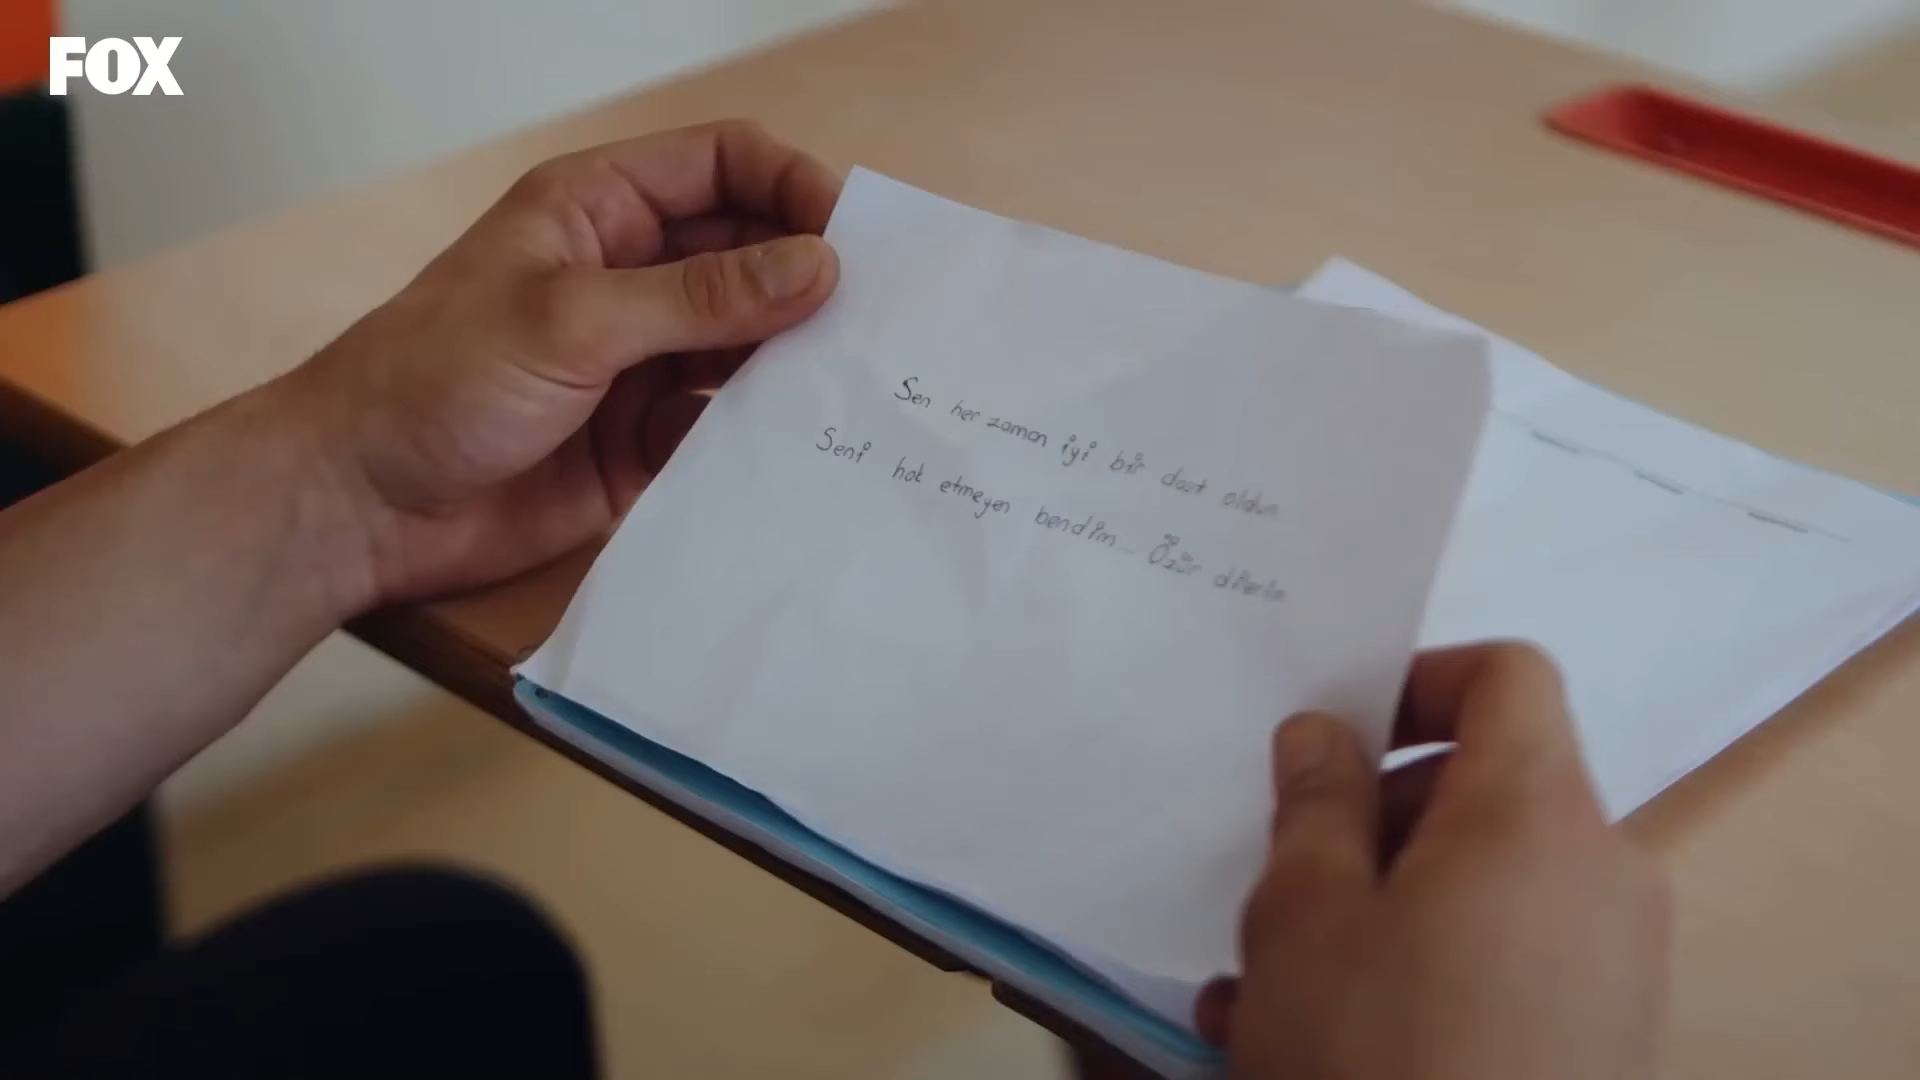 FOX
Sen her zaman iyi bir dost oldun
Seni hak etmeyen bendim... Özür dilerim